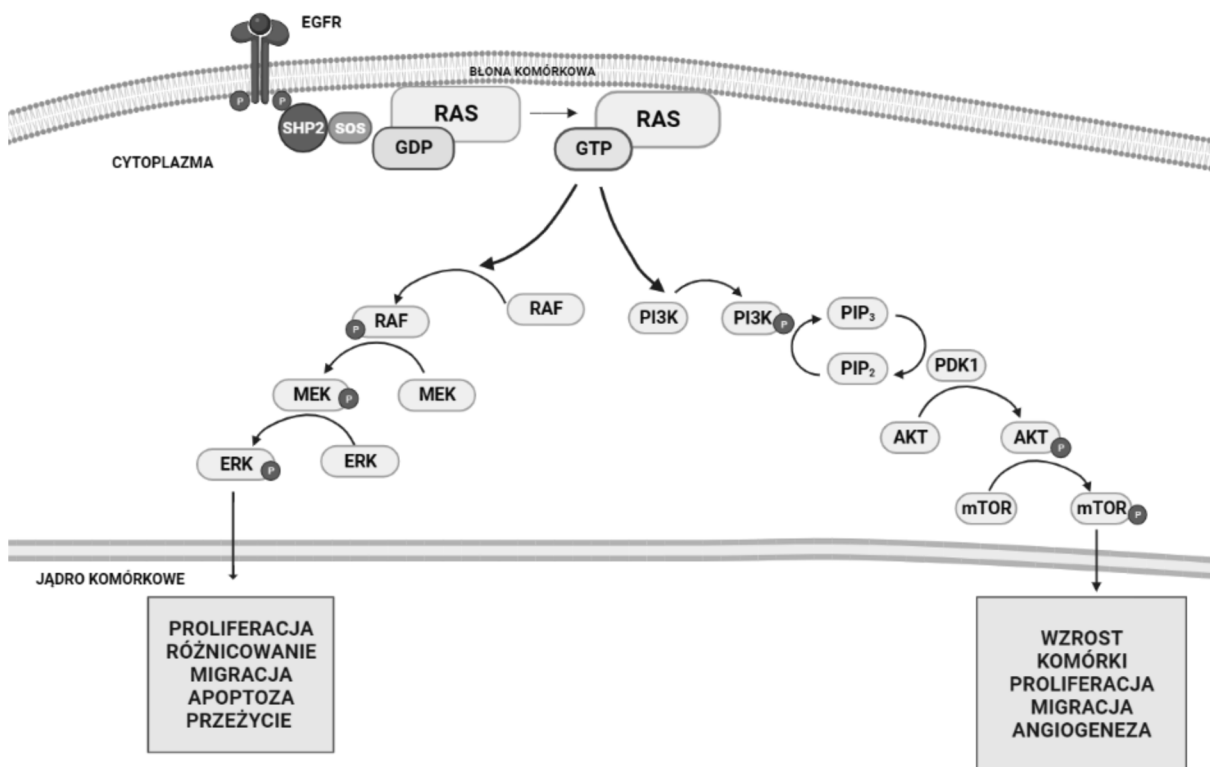 EGFR
BŁONA KOMÓRKOWA
P
P
SHP2
SOS
RAS
GDP
RAS
GTP
CYTOPLAZMA
RAF
P
RAF
MEK
P
MEK
ERK
P
ERK
PI3K
PI3K
P
PIP₃
PIP₂
PDK1
AKT
AKT
P
mTOR
mTOR
P
JĄDRO KOMÓRKOWE
PROLIFERACJA
RÓŻNICOWANIE
MIGRACJA
APOPTOZA
PRZEŻYCIE
WZROST
KOMÓRKI
PROLIFERACJA
MIGRACJA
ANGIOGENEZA